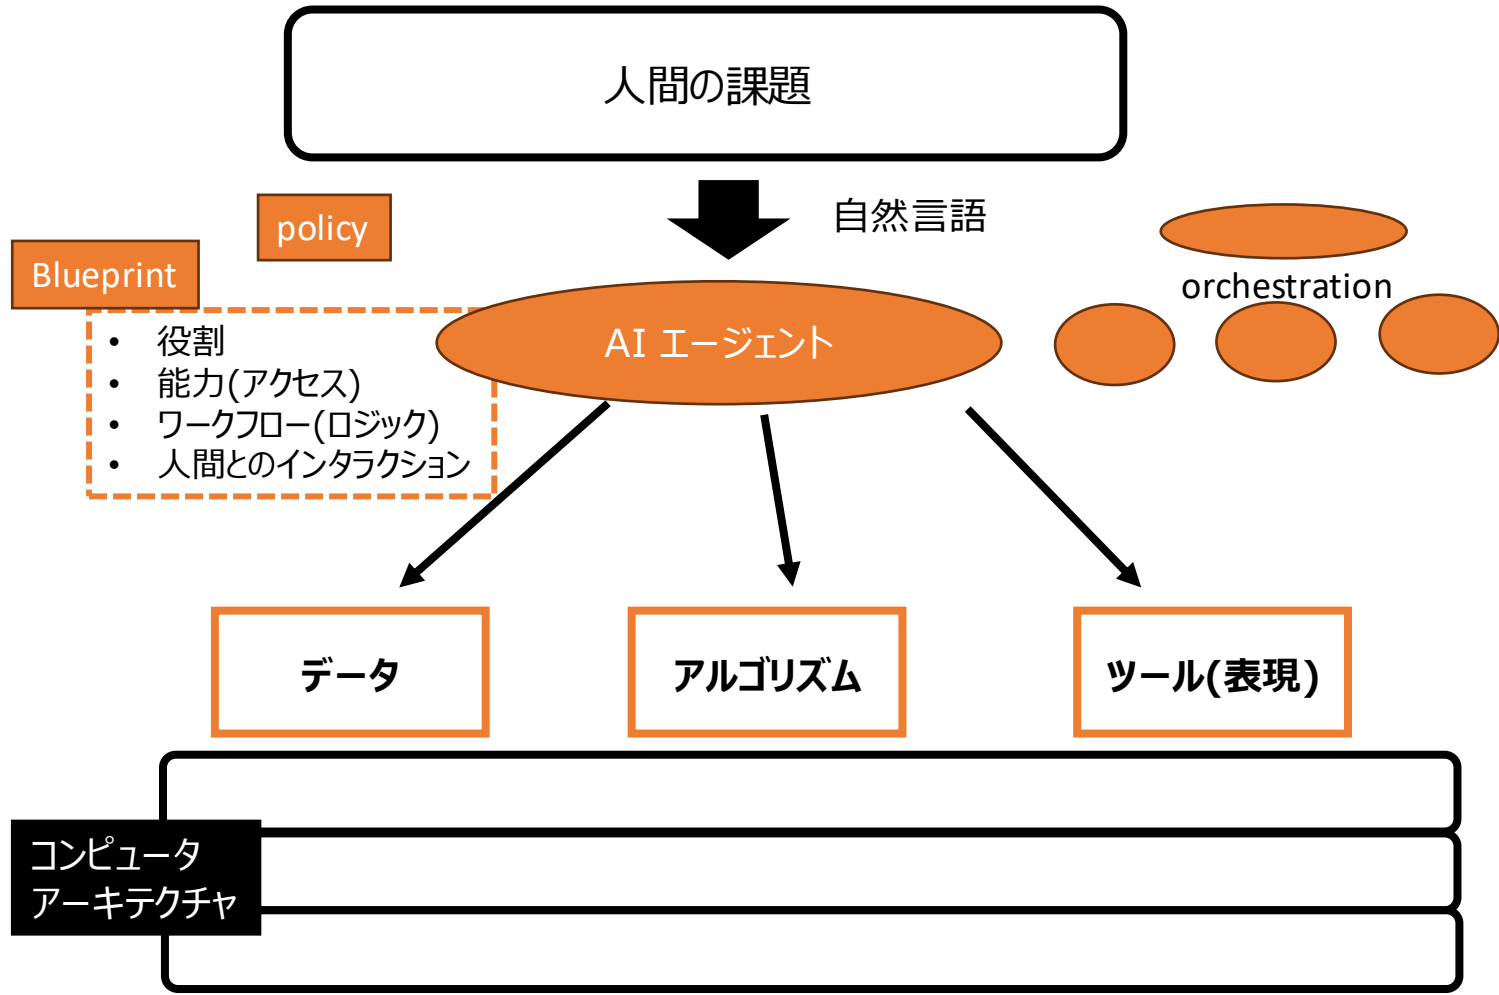 人間の課題
自然言語
policy
Blueprint
orchestration
• 役割
• 能力(アクセス)
• ワークフロー(ロジック)
• 人間とのインタラクション
AI エージェント
データ
アルゴリズム
ツール(表現)
コンピュータ
アーキテクチャ